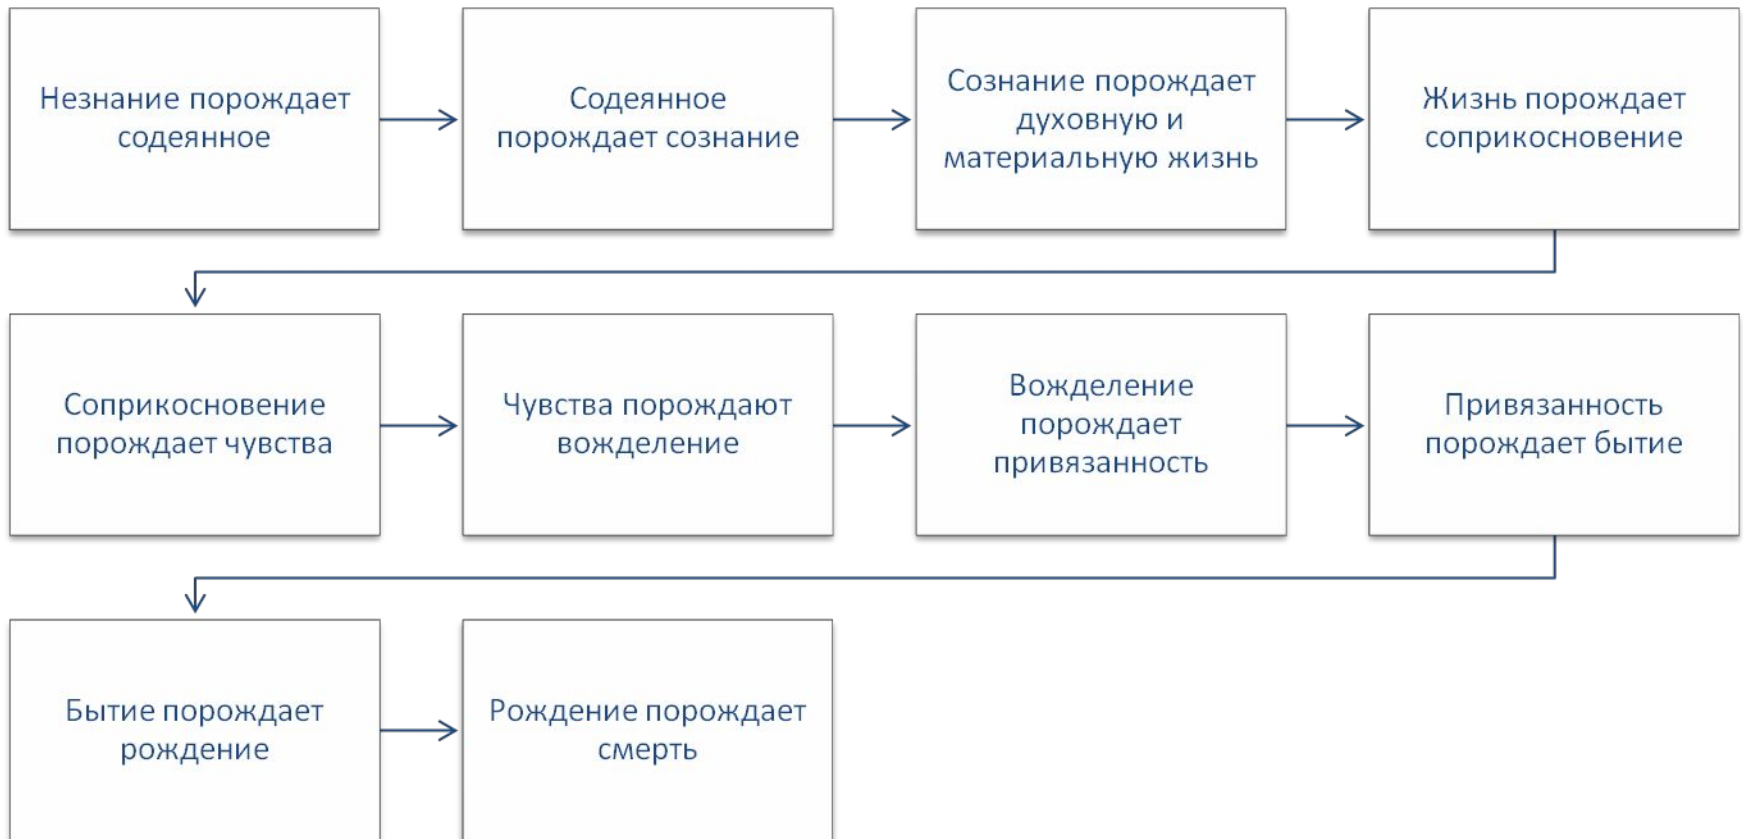 Незнание порождает
содеянное
Содеянное
порождает сознание
Сознание порождает
духовную и
материальную жизнь
Жизнь порождает
соприкосновение
Соприкосновение
порождает чувства
Чувства порождают
вожделение
Вожделение
порождает
привязанность
Привязанность
порождает бытие
Бытие порождает
рождение
Рождение порождает
смерть